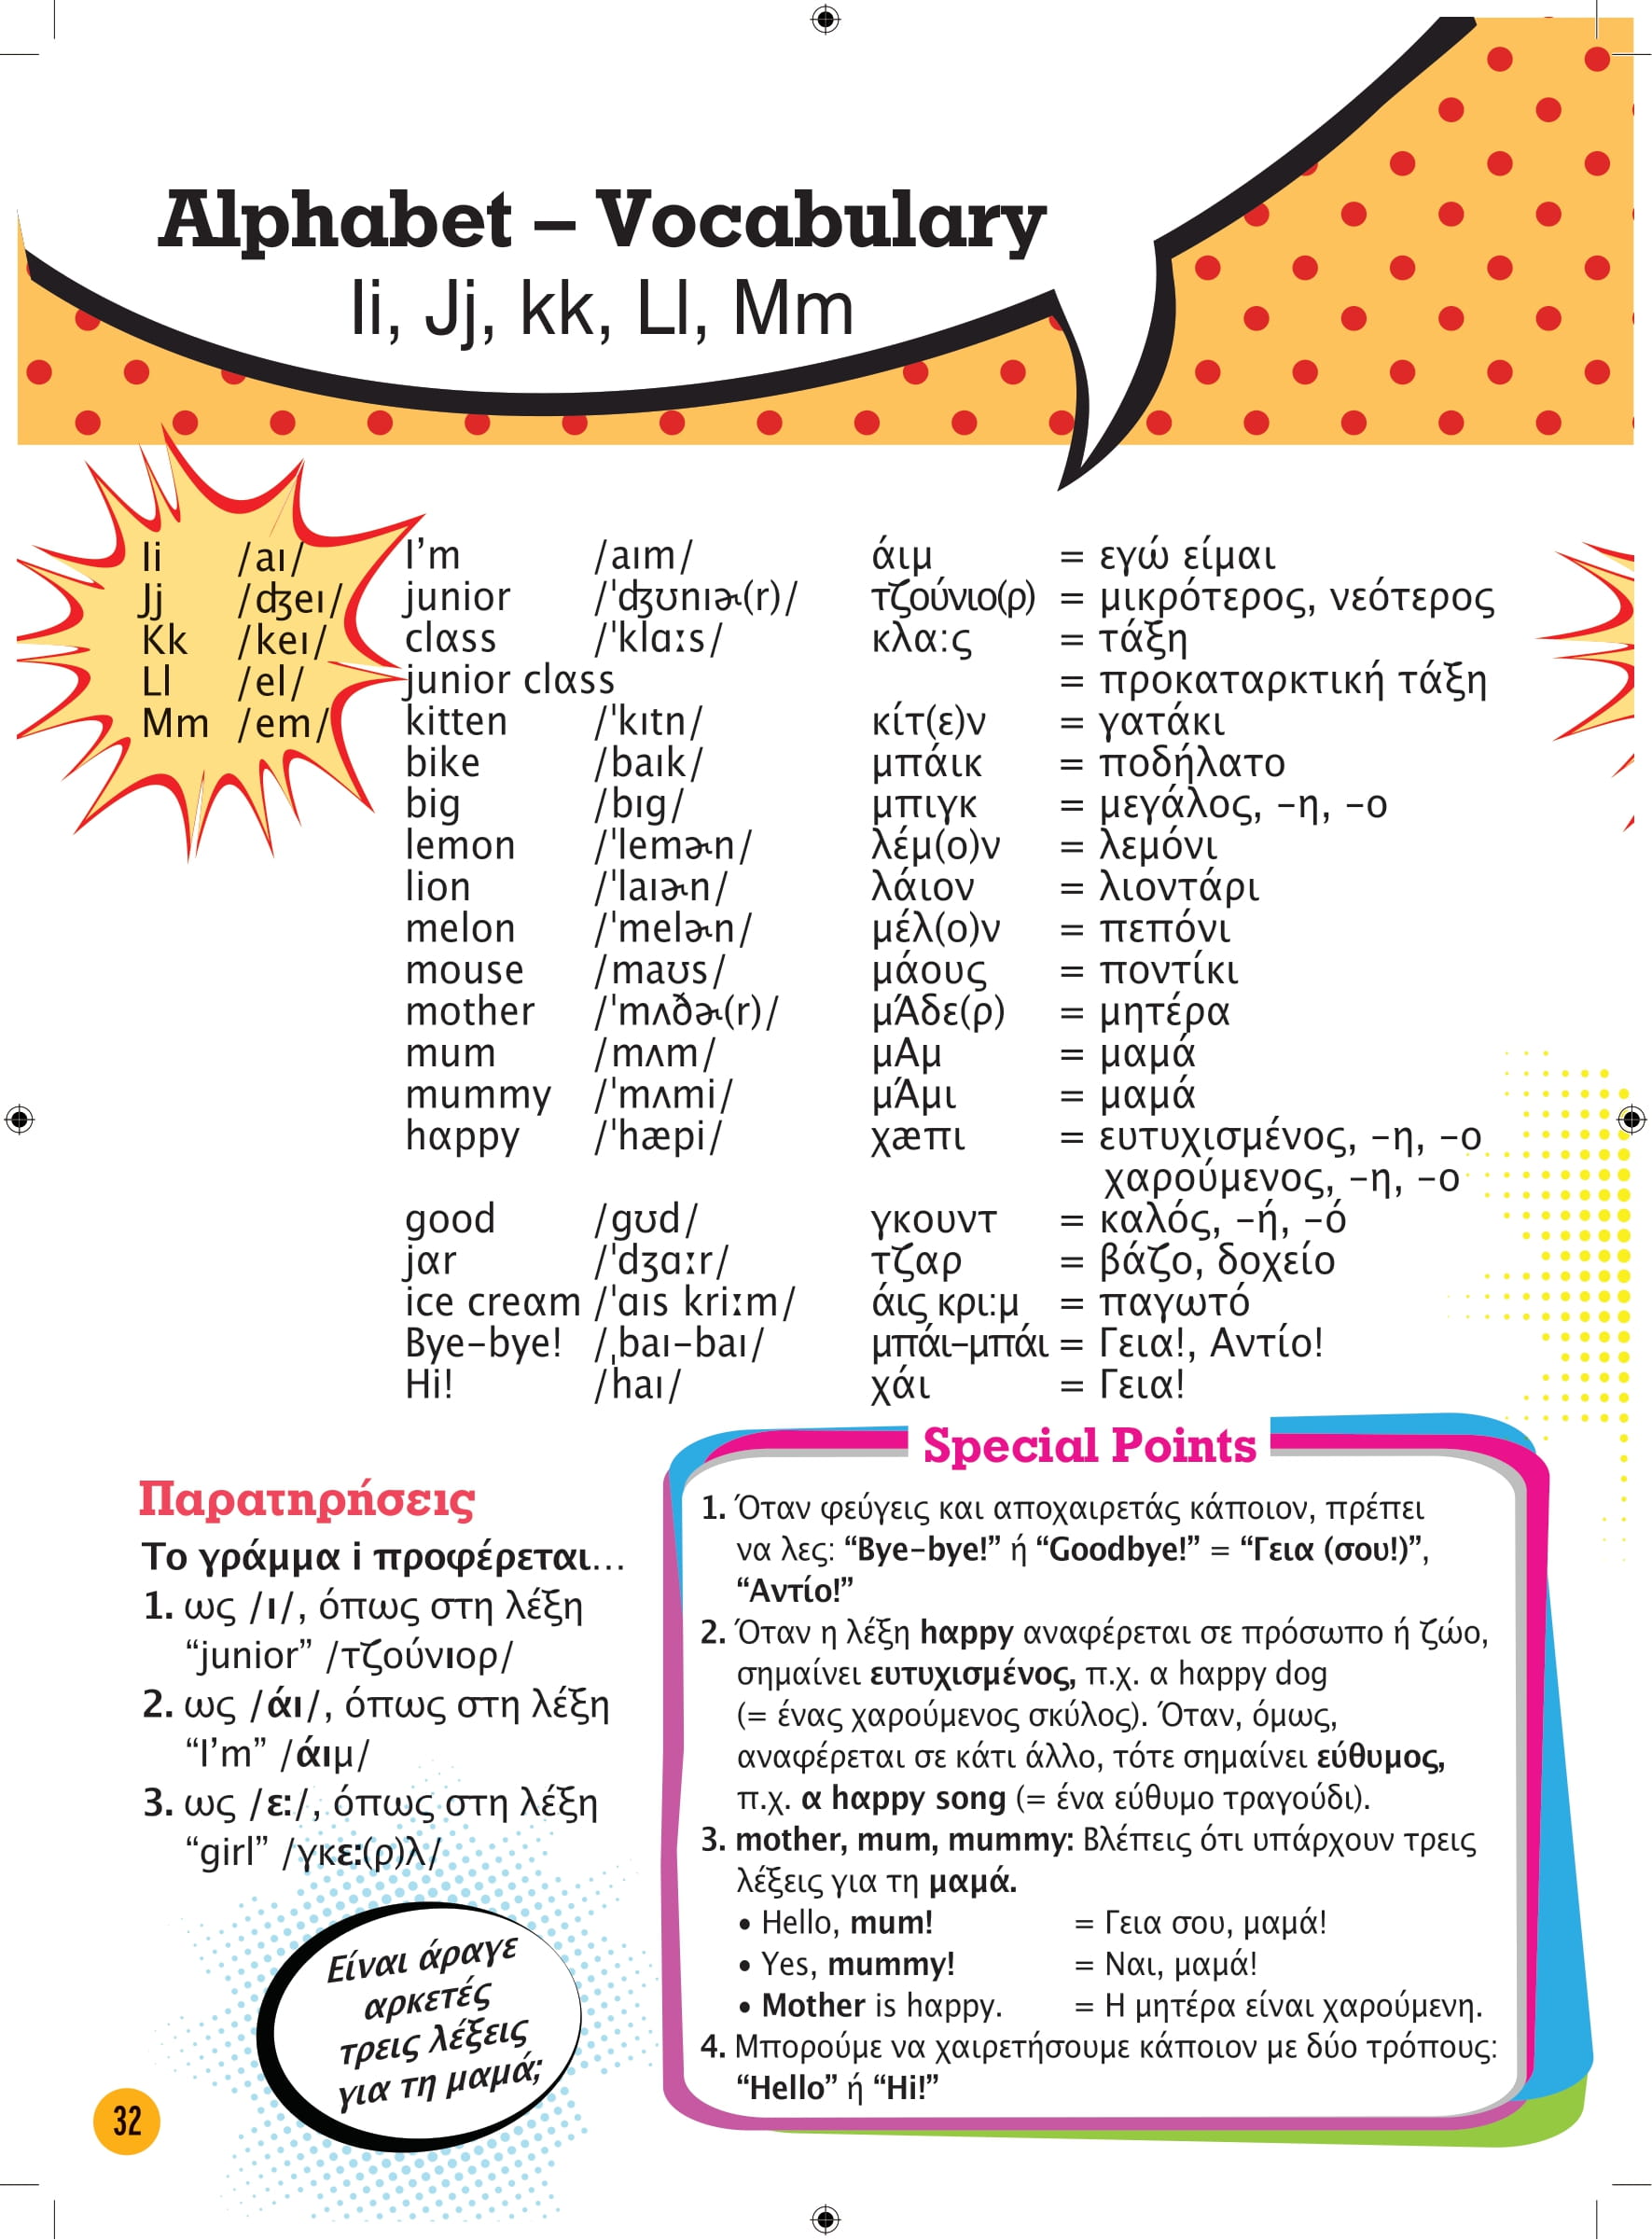 Alphabet – Vocabulary
Ii, Jj, kk, Ll, Mm
Ii /aɪ/
Jj /ʤeɪ/
Kk /keɪ/
Ll /el/
Mm /em/
I’m /aɪm/ άιμ = εγώ είμαι
junior /ˈʤʊnɪɚ(r)/ τζούνιο(ρ) = μικρότερος, νεότερος
class /ˈklɑːs/ κλα:ς = τάξη
junior class = προκαταρκτική τάξη
kitten /ˈkɪtn/ κίτ(ε)ν = γατάκι
bike /baɪk/ μπάικ = ποδήλατο
big /bɪg/ μπιγκ = μεγάλος, –η, –ο
lemon /ˈlemɚn/ λέμ(ο)ν = λεμόνι
lion /ˈlaɪɚn/ λάιον = λιοντάρι
melon /ˈmelɚn/ μέλ(ο)ν = πεπόνι
mouse /maʊs/ μάους = ποντίκι
mother /ˈmʌðɚ(r)/ μΆδε(ρ) = μητέρα
mum /mʌm/ μΑμ = μαμά
mummy /ˈmʌmi/ μΆμι = μαμά
happy /ˈhæpi/ χæπι = ευτυχισμένος, –η, –ο
χαρούμενος, –η, –ο
good /gʊd/ γκουντ = καλός, –ή, –ό
jar /ˈdʒɑːr/ τζαρ = βάζο, δοχείο
ice cream /ˈɑɪs kriːm/ άις κρι:μ = παγωτό
Bye–bye! /ˌbaɪ–baɪ/ μπάι–μπάι = Γεια!, Αντίο!
Hi! /haɪ/ χάι = Γεια!
Παρατηρήσεις
Το γράμμα i προφέρεται...
1. ως /ɪ/, όπως στη λέξη
“junior” /τζούνιορ/
2. ως /άι/, όπως στη λέξη
“I’m” /άιμ/
3. ως /ε:/, όπως στη λέξη
“girl” /γκε:(ρ)λ/
Είναι άραγε
αρκετές
τρεις λέξεις
για τη μαμά;
32
Special Points
1. Όταν φεύγεις και αποχαιρετάς κάποιον, πρέπει
να λες: “Bye–bye!” ή “Goodbye!” = “Γεια (σου!)”,
“Αντίο!”
2. Όταν η λέξη happy αναφέρεται σε πρόσωπο ή ζώο,
σημαίνει ευτυχισμένος, π.χ. a happy dog
(= ένας χαρούμενος σκύλος). Όταν, όμως,
αναφέρεται σε κάτι άλλο, τότε σημαίνει εύθυμος,
π.χ. a happy song (= ένα εύθυμο τραγούδι).
3. mother, mum, mummy: Βλέπεις ότι υπάρχουν τρεις
λέξεις για τη μαμά.
• Hello, mum! = Γεια σου, μαμά!
• Yes, mummy! = Ναι, μαμά!
• Mother is happy. = Η μητέρα είναι χαρούμενη.
4. Μπορούμε να χαιρετήσουμε κάποιον με δύο τρόπους:
“Hello” ή “Hi!”